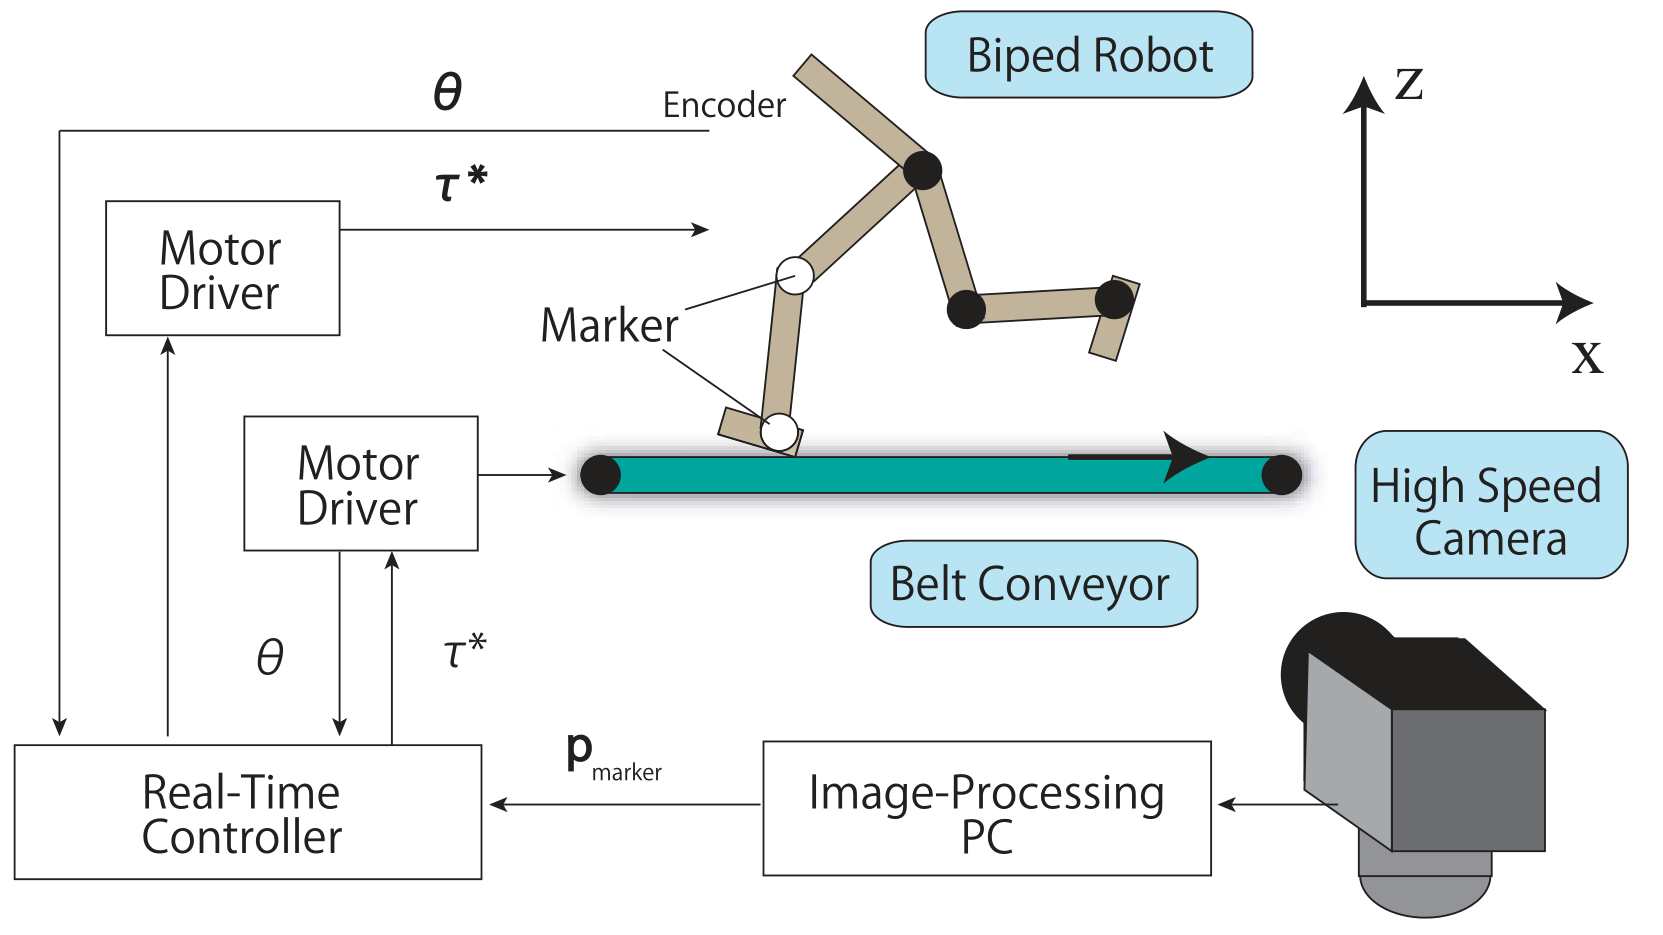 Biped Robot
z
θ
Encoder
τ*
Motor
Driver
Marker
x
Motor
Driver
High Speed
Camera
Belt Conveyor
θ
τ*
p marker
Real-Time
Controller
Image-Processing
PC